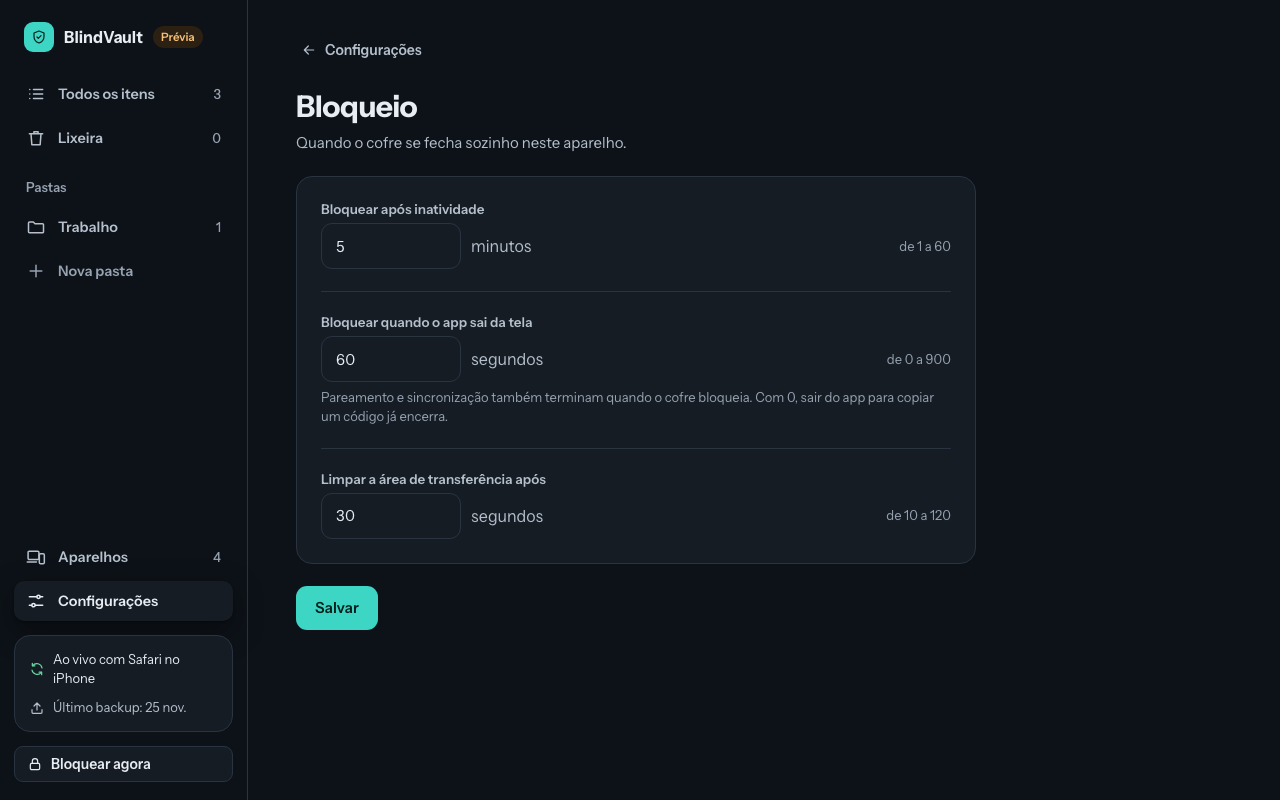 BlindVault
Prévia
Todos os itens 3
Lixeira 0
Pastas
Trabalho 1
Nova pasta
Aparelhos 4
Configurações
Ao vivo com Safari no
iPhone
Último backup: 25 nov.
Bloquear agora
Configurações
Bloqueio
Quando o cofre se fecha sozinho neste aparelho.
Bloquear após inatividade
5 minutos de 1 a 60
Bloquear quando o app sai da tela
60 segundos de 0 a 900
Pareamento e sincronização também terminam quando o cofre bloqueia. Com 0, sair do app para copiar
um código já encerra.
Limpar a área de transferência após
30 segundos de 10 a 120
Salvar